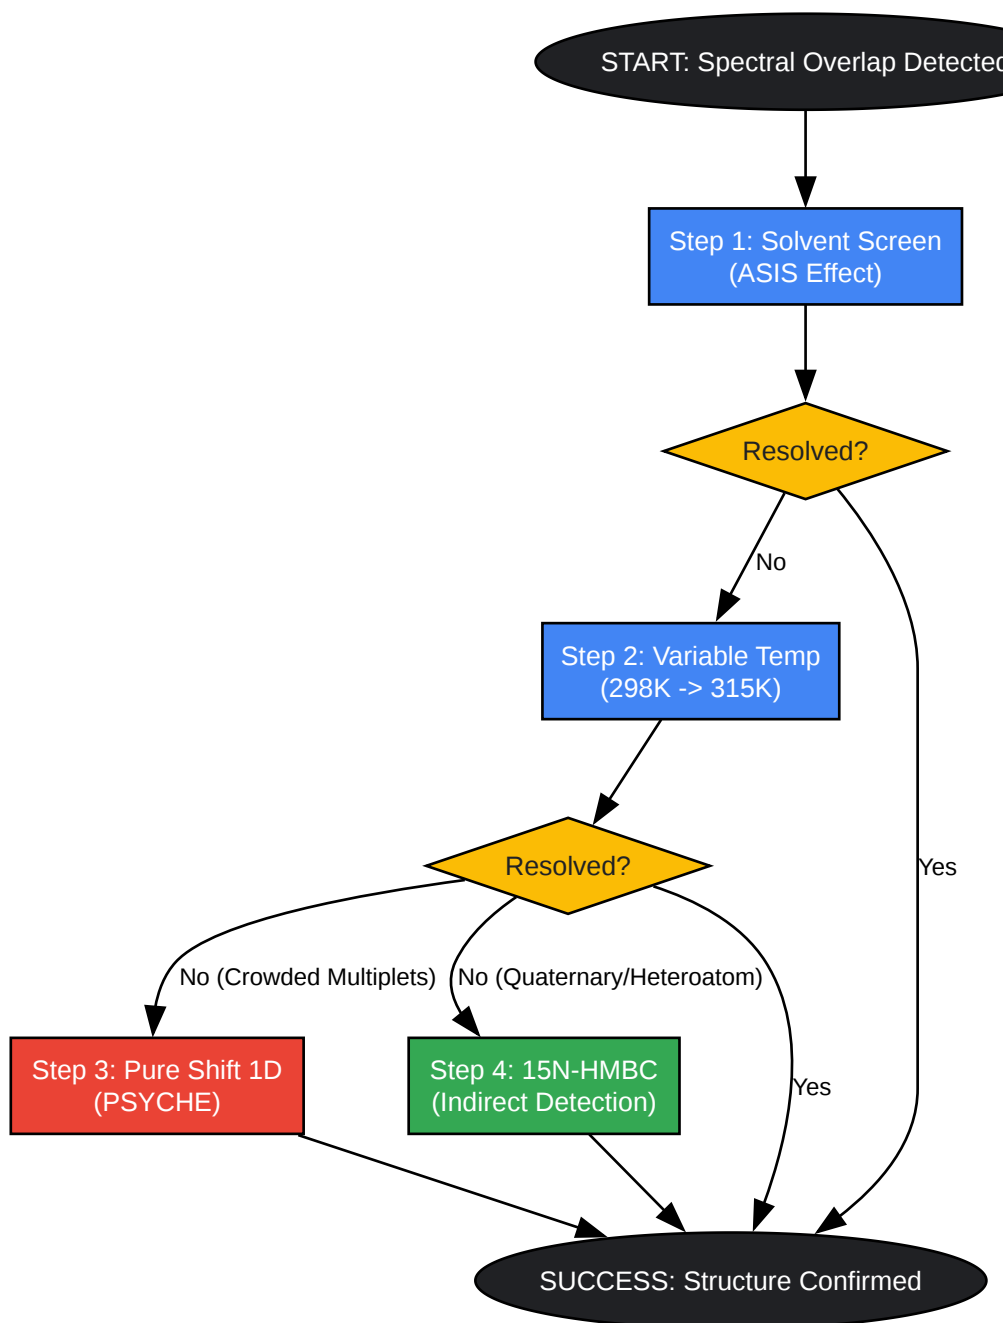 START: Spectral Overlap Detected
Step 1: Solvent Screen
(ASIS Effect)
Resolved?
No
Step 2: Variable Temp
(298K -> 315K)
Resolved?
Yes
No (Crowded Multiplets)
No (Quaternary/Heteroatom)
Step 3: Pure Shift 1D
(PSYCHE)
Step 4: 15N-HMBC
(Indirect Detection)
Yes
SUCCESS: Structure Confirmed